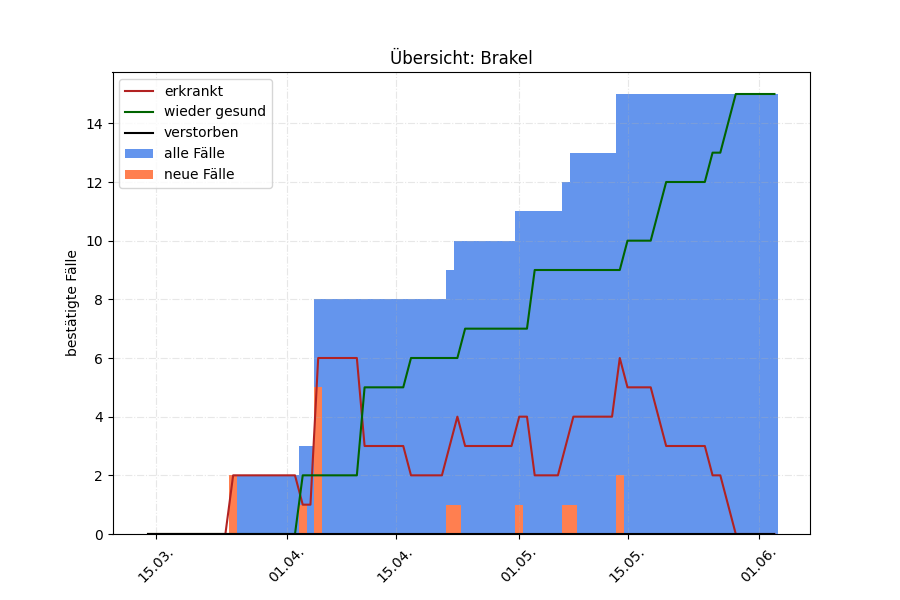 Übersicht: Brakel
erkrankt
wieder gesund
verstorben
alle Fälle
neue Fälle
bestätigte Fälle
14
12
10
8
6
4
2
0
15.03.
01.04.
15.04.
01.05.
15.05.
01.06.